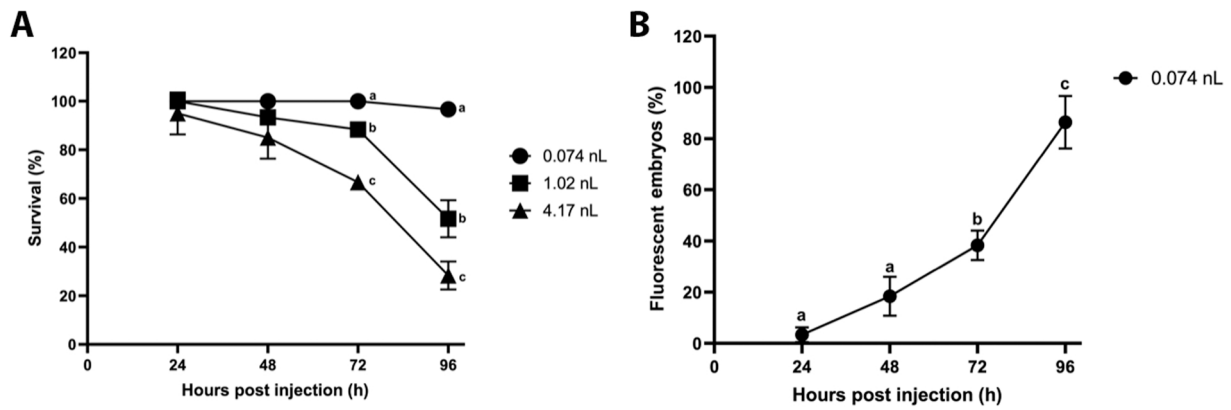 A
120
100
80
60
40
20
0
Survival (%)
a
a
b
b
c
c
0 24 48 72 96
Hours post injection (h)
0.074 nL
1.02 nL
4.17 nL
B
120
100
80
60
40
20
0
Fluorescent embryos (%)
a
a
b
c
0 24 48 72 96
Hours post injection (h)
0.074 nL